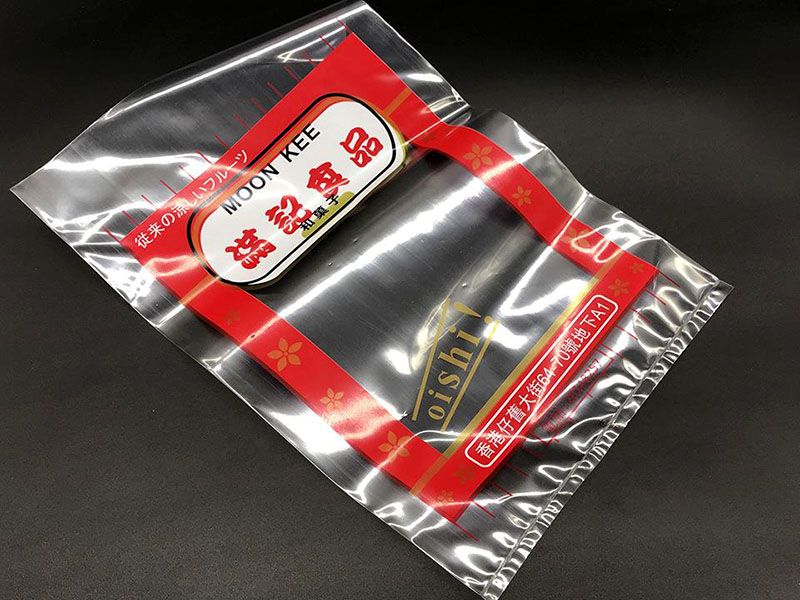 従来の涼しいフルーツ
MOON KEE
滿記食品
和菓子
oishi!
香港仔舊大街64-70號地下A1